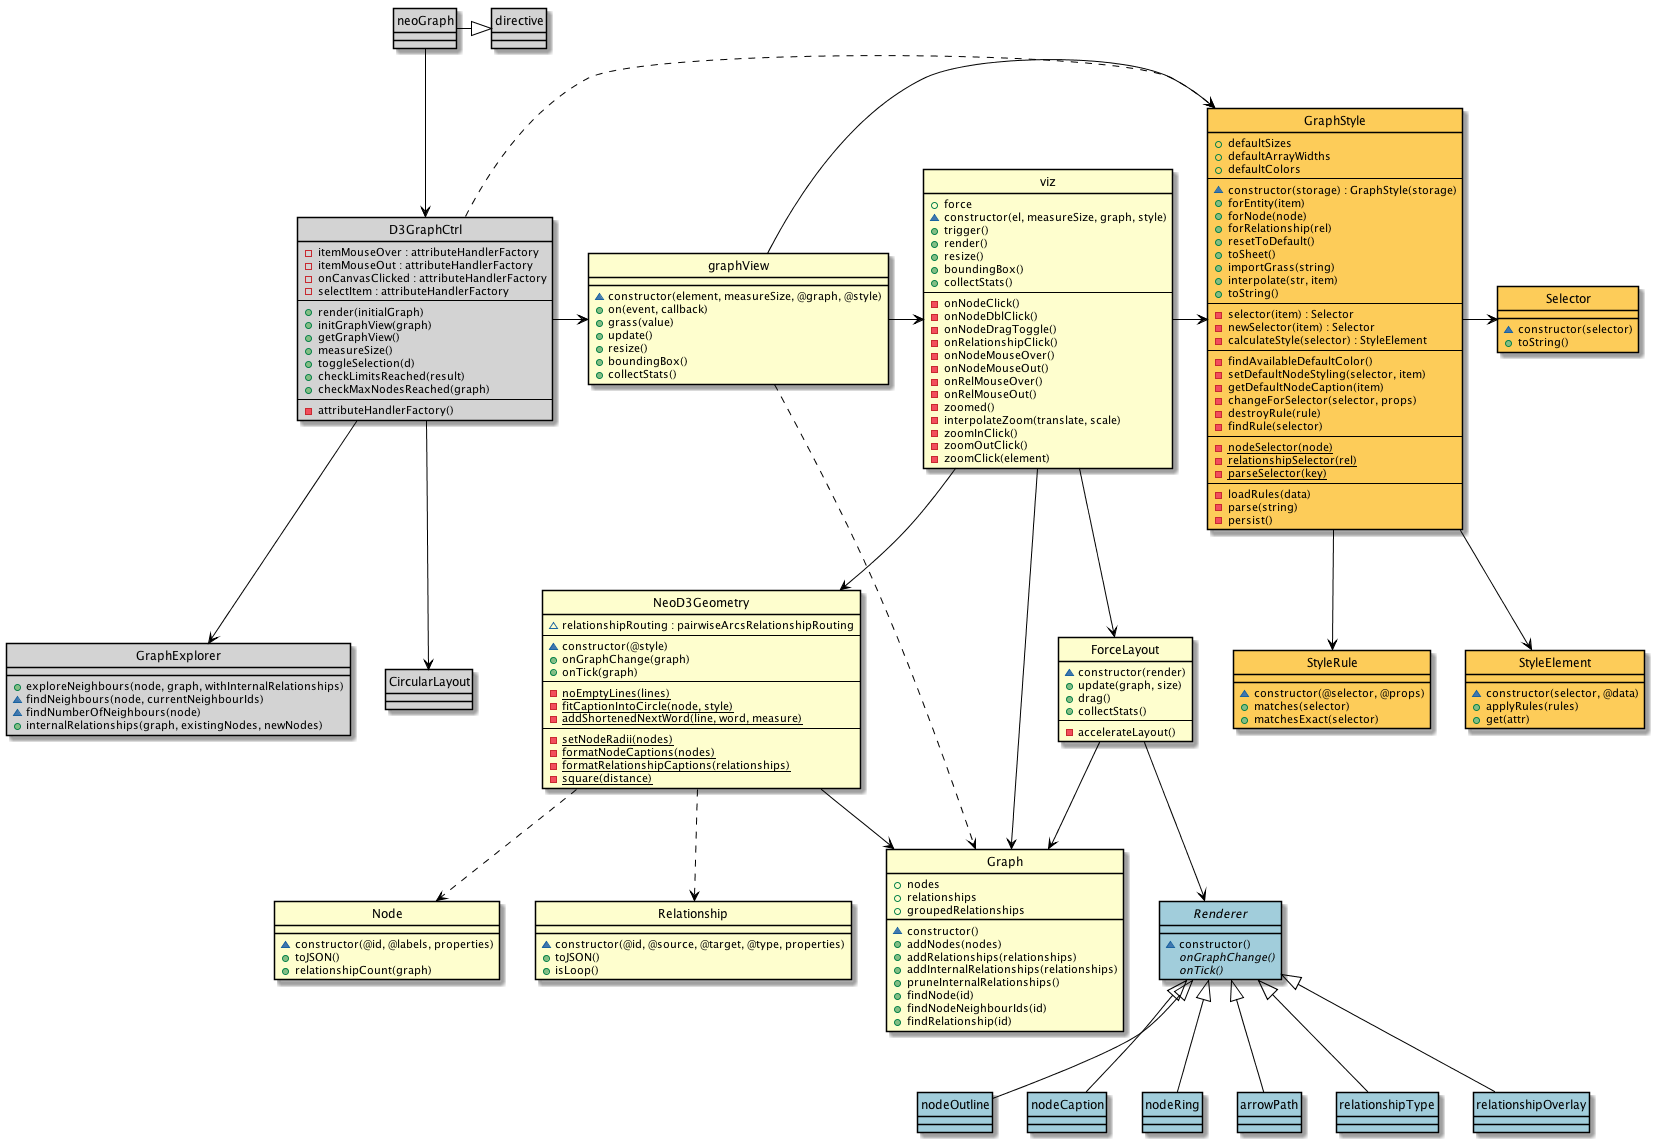 neoGraph
directive
D3GraphCtrl
itemMouseOver : attributeHandlerFactory
itemMouseOut : attributeHandlerFactory
onCanvasClicked : attributeHandlerFactory
selectItem : attributeHandlerFactory
render(initialGraph)
initGraphView(graph)
getGraphView()
measureSize()
toggleSelection(d)
checkLimitsReached(result)
checkMaxNodesReached(graph)
attributeHandlerFactory()
graphView
constructor(element, measureSize, @graph, @style)
on(event, callback)
grass(value)
update()
resize()
boundingBox()
collectStats()
viz
force
constructor(el, measureSize, graph, style)
trigger()
render()
resize()
boundingBox()
collectStats()
onNodeClick()
onNodeDblClick()
onNodeDragToggle()
onRelationshipClick()
onNodeMouseOver()
onNodeMouseOut()
onRelMouseOver()
onRelMouseOut()
zoomed()
interpolateZoom(translate, scale)
zoomInClick()
zoomOutClick()
zoomClick(element)
GraphStyle
defaultSizes
defaultArrayWidths
defaultColors
constructor(storage) : GraphStyle(storage)
forEntity(item)
forNode(node)
forRelationship(rel)
resetToDefault()
toSheet()
importGrass(string)
interpolate(str, item)
toString()
selector(item) : Selector
newSelector(item) : Selector
calculateStyle(selector) : StyleElement
findAvailableDefaultColor()
setDefaultNodeStyling(selector, item)
getDefaultNodeCaption(item)
changeForSelector(selector, props)
destroyRule(rule)
findRule(selector)
nodeSelector(node)
relationshipSelector(rel)
parseSelector(key)
loadRules(data)
parse(string)
persist()
Selector
constructor(selector)
toString()
GraphExplorer
exploreNeighbours(node, graph, withInternalRelationships)
findNeighbours(node, currentNeighbourIds)
findNumberOfNeighbours(node)
internalRelationships(graph, existingNodes, newNodes)
CircularLayout
NeoD3Geometry
relationshipRouting : pairwiseArcsRelationshipRouting
constructor(@style)
onGraphChange(graph)
onTick(graph)
noEmptyLines(lines)
fitCaptionIntoCircle(node, style)
addShortenedNextWord(line, word, measure)
setNodeRadii(nodes)
formatNodeCaptions(nodes)
formatRelationshipCaptions(relationships)
square(distance)
ForceLayout
constructor(render)
update(graph, size)
drag()
collectStats()
accelerateLayout()
StyleRule
constructor(@selector, @props)
matches(selector)
matchesExact(selector)
StyleElement
constructor(selector, @data)
applyRules(rules)
get(attr)
Node
constructor(@id, @labels, properties)
toJSON()
relationshipCount(graph)
Relationship
constructor(@id, @source, @target, @type, properties)
toJSON()
isLoop()
Graph
nodes
relationships
groupedRelationships
constructor()
addNodes(nodes)
addRelationships(relationships)
addInternalRelationships(relationships)
pruneInternalRelationships()
findNode(id)
findNodeNeighbourIds(id)
findRelationship(id)
Renderer
constructor()
onGraphChange()
onTick()
nodeOutline
nodeCaption
nodeRing
arrowPath
relationshipType
relationshipOverlay